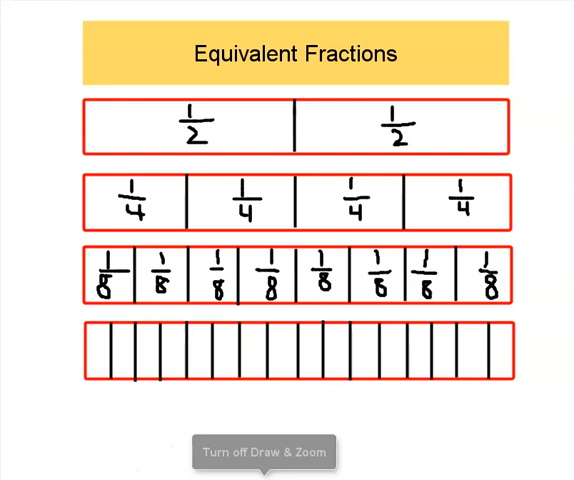 Equivalent Fractions
1/2 1/2
1/4 1/4 1/4 1/4
1/8 1/8 1/8 1/8 1/8 1/8 1/8 1/8
Turn off Draw & Zoom